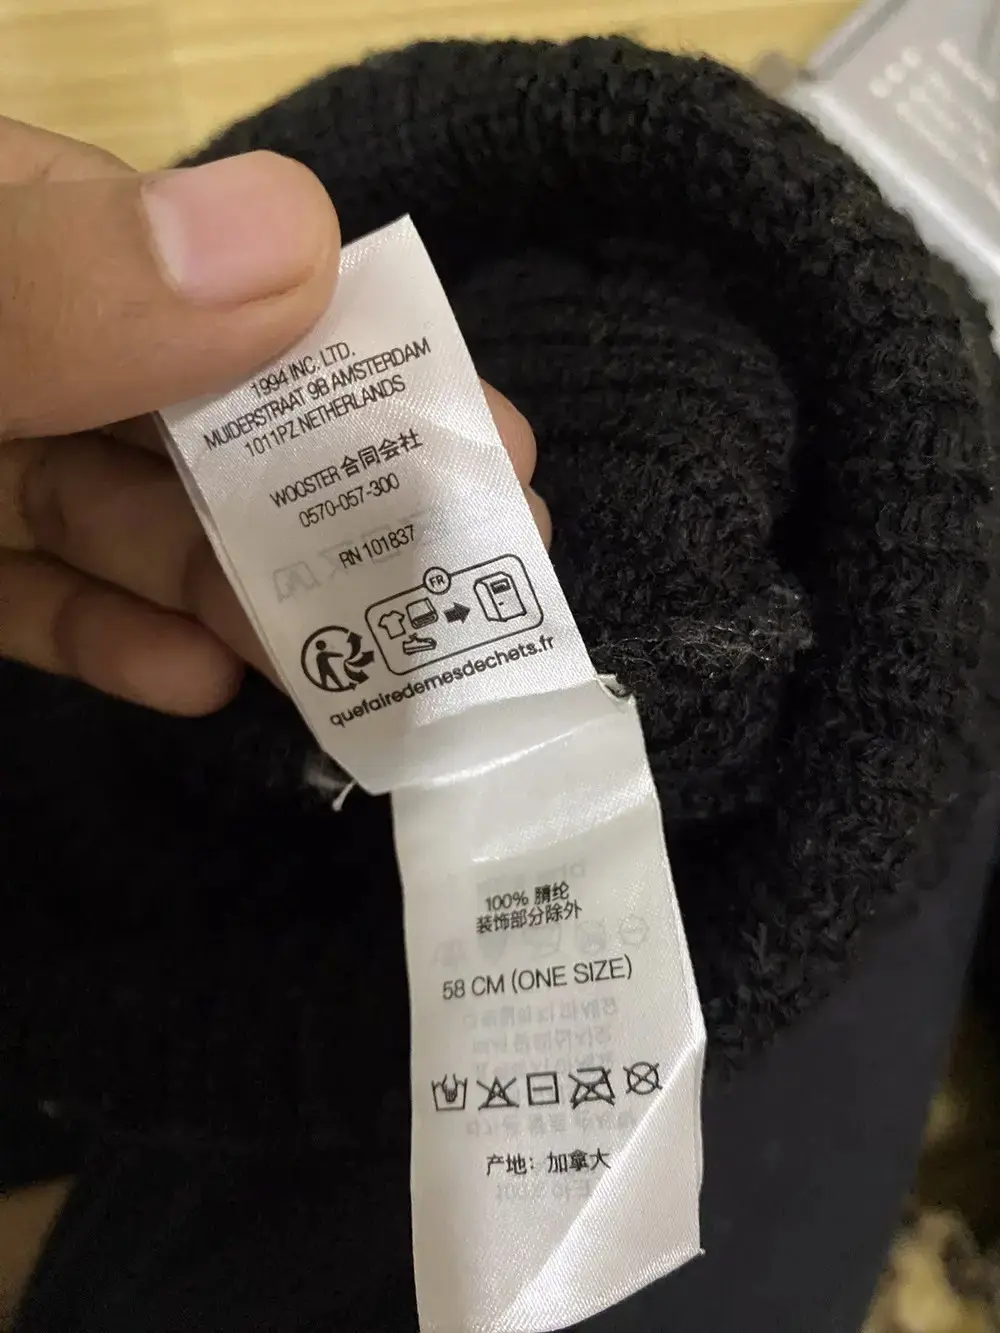 1994 INC. LTD.
MUIDERSTRAAT 9B AMSTERDAM
1011PZ NETHERLANDS
WOOSTER 合同会社
0570-057-300
RN 101837
FR
quefairedemesdechets.fr
100% 腈纶
装饰部分除外
58 CM (ONE SIZE)
产地：加拿大